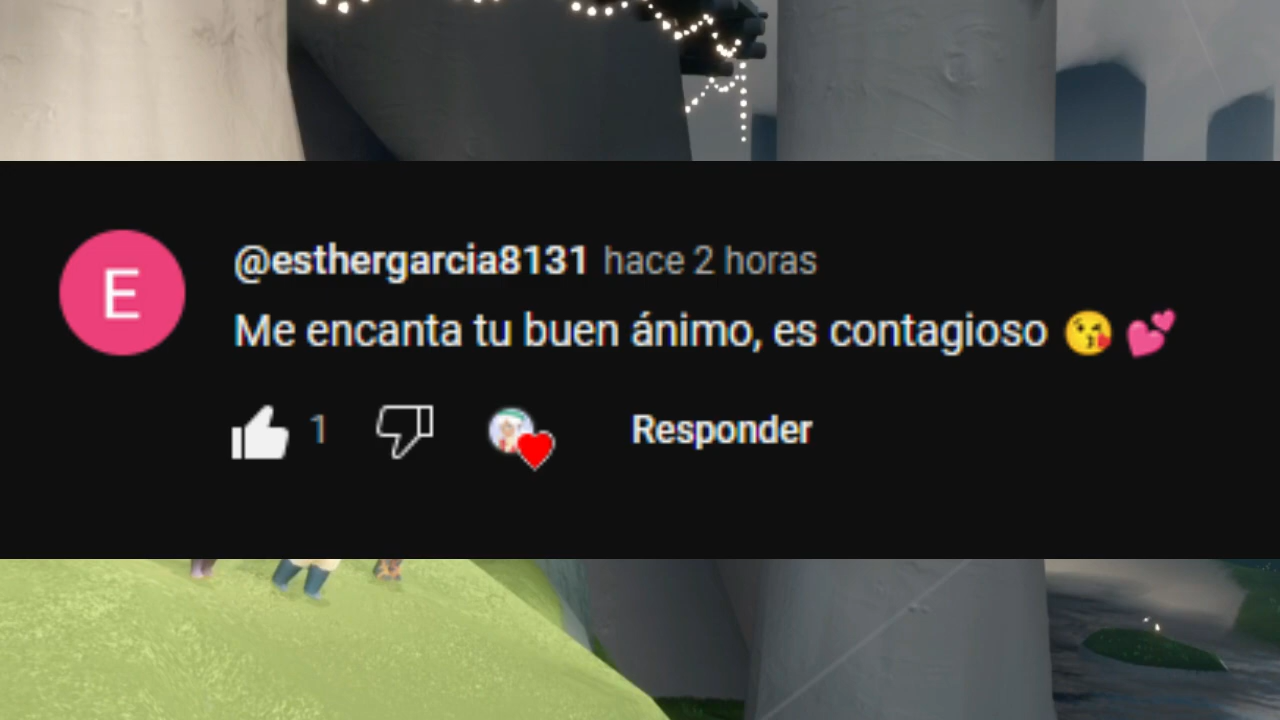 E
@esthergarcia8131 hace 2 horas
Me encanta tu buen ánimo, es contagioso 😘 💕
1
Responder